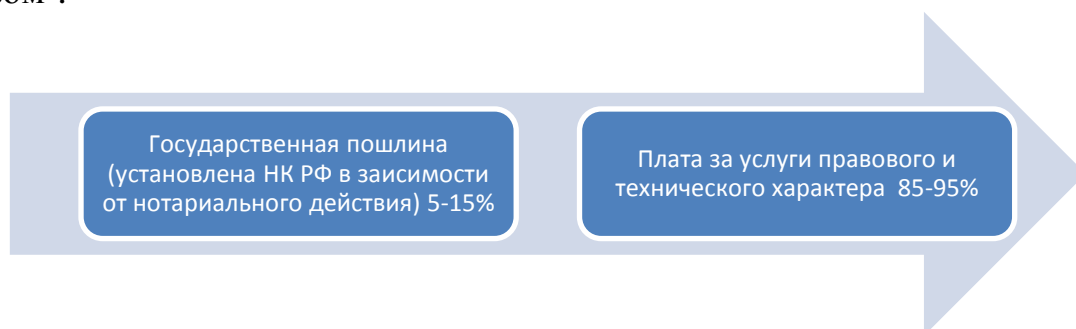 Государственная пошлина
(установлена НК РФ в заисимости
от нотариального действия) 5-15%
Плата за услуги правового и
технического характера 85-95%